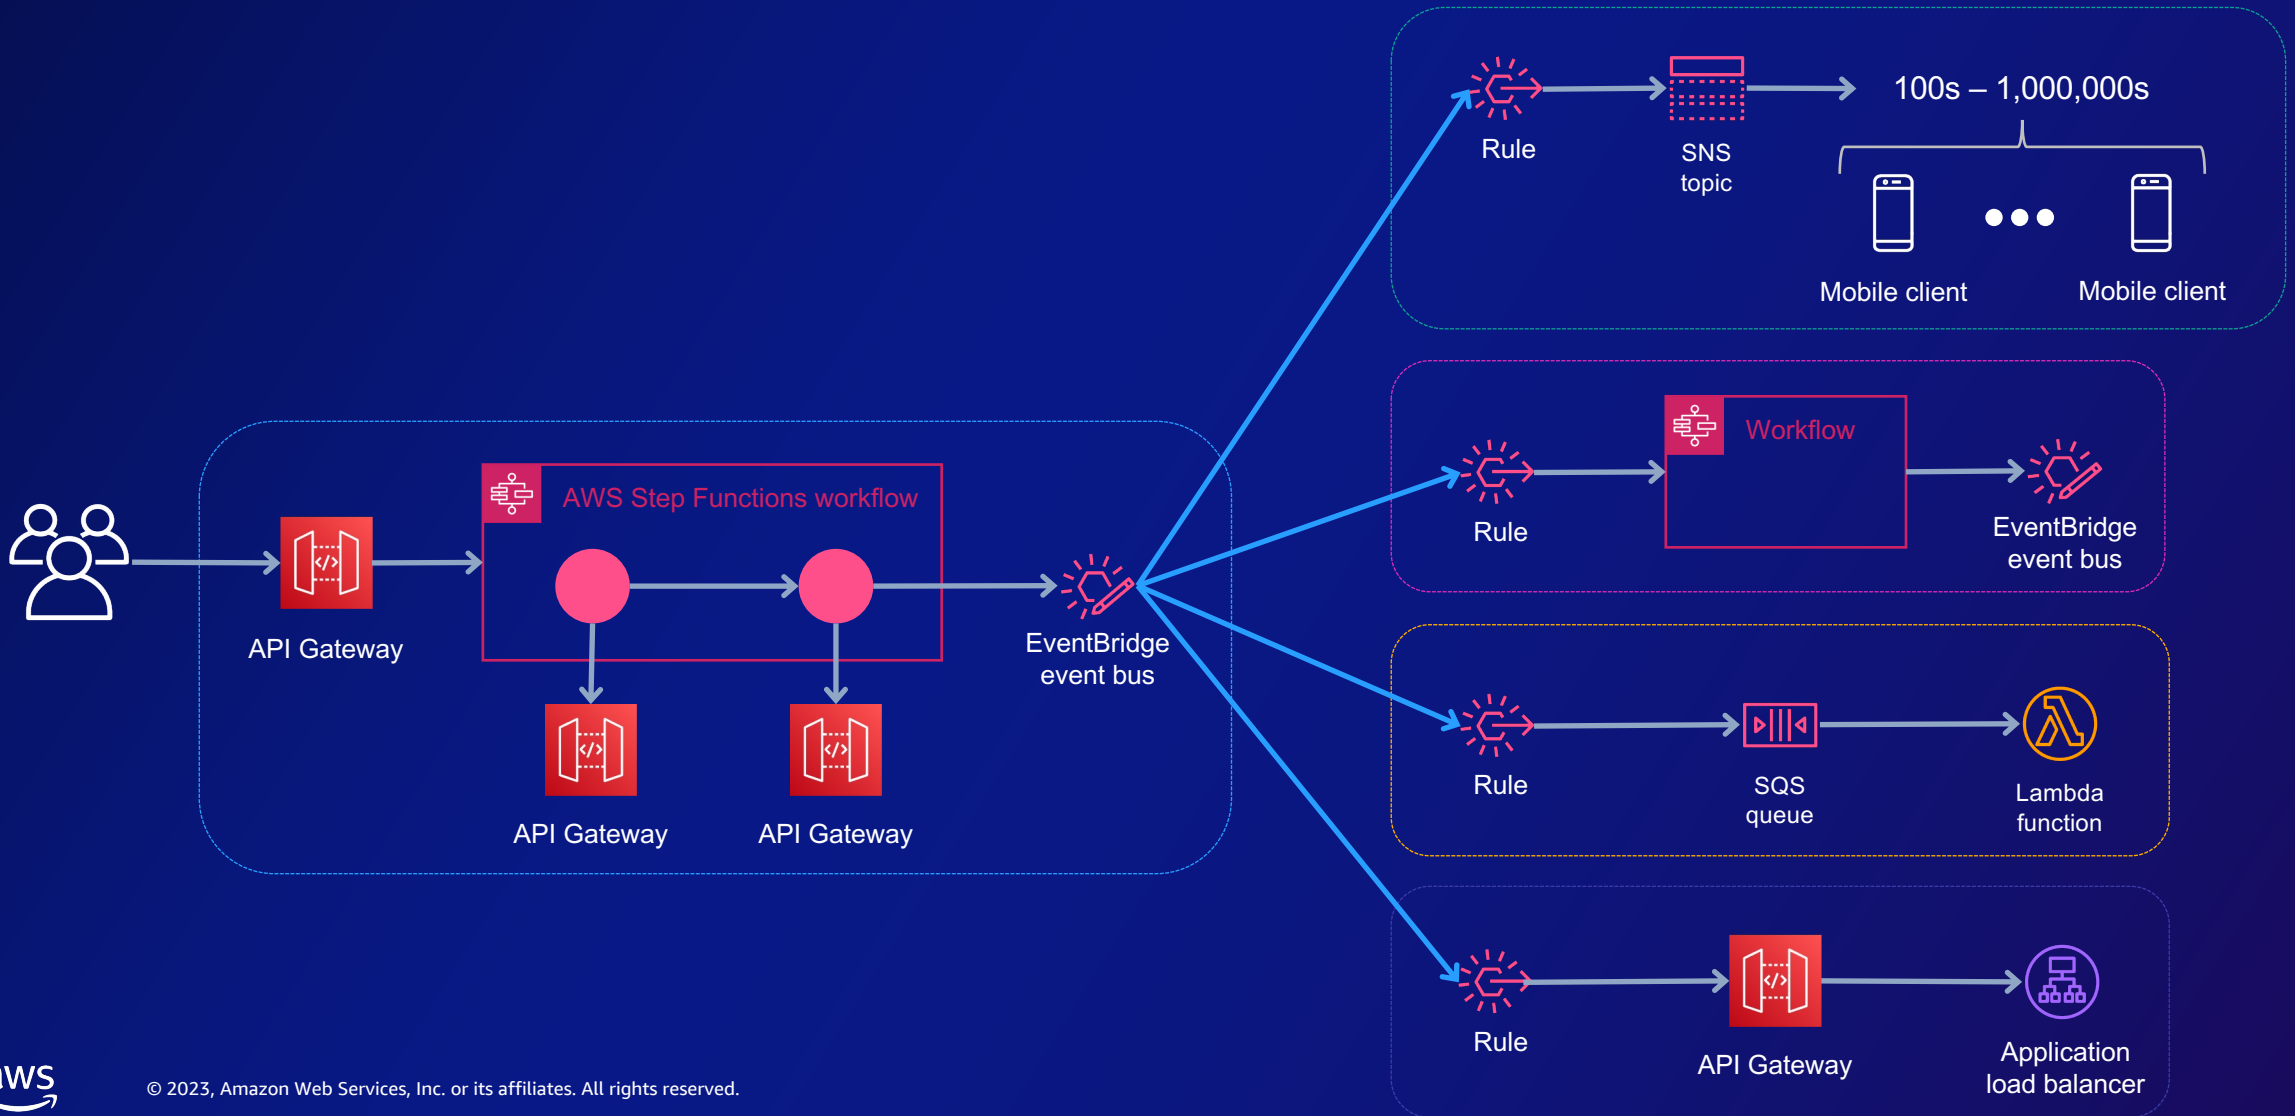 100s – 1,000,000s
Rule
SNS
topic
Mobile client
Mobile client
AWS Step Functions workflow
API Gateway
API Gateway
API Gateway
EventBridge
event bus
Rule
Workflow
EventBridge
event bus
Rule
SQS
queue
Lambda
function
Rule
API Gateway
Application
load balancer
aws
© 2023, Amazon Web Services, Inc. or its affiliates. All rights reserved.